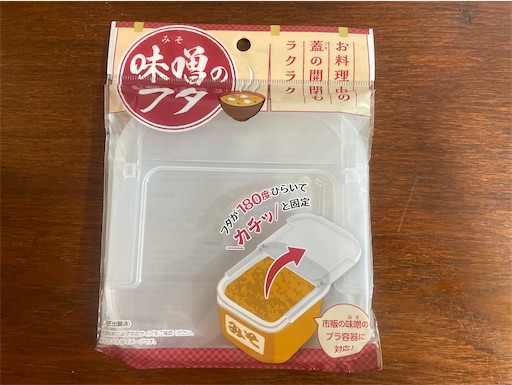 みそ
味噌の
フタ
お料理中の
蓋の開閉も
ラクラク
フタが180度ひらいて
カチッ
と固定
みそ
市販の味噌の
プラ容器に
対応!